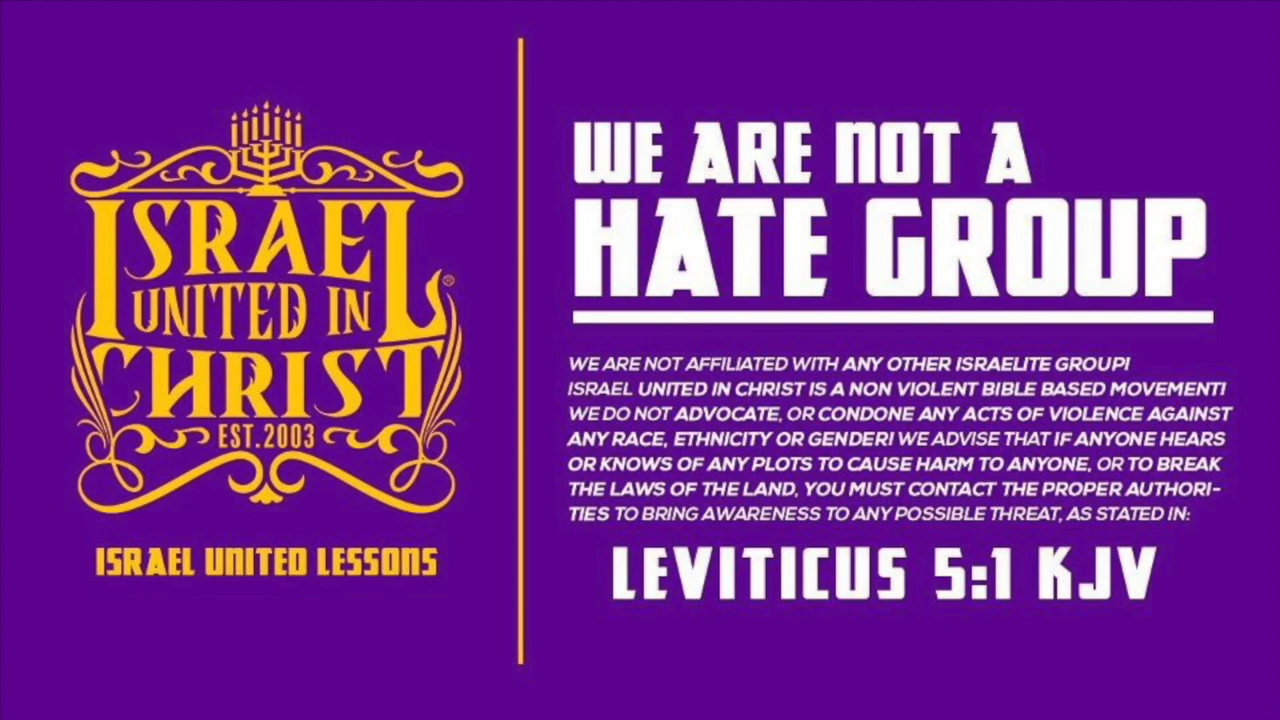 ISRAEL
UNITED IN
CHRIST
EST. 2003
ISRAEL UNITED LESSONS
WE ARE NOT A
HATE GROUP
WE ARE NOT AFFILIATED WITH ANY OTHER ISRAELITE GROUP!
ISRAEL UNITED IN CHRIST IS A NON VIOLENT BIBLE BASED MOVEMENT!
WE DO NOT ADVOCATE, OR CONDONE ANY ACTS OF VIOLENCE AGAINST
ANY RACE, ETHNICITY OR GENDER! WE ADVISE THAT IF ANYONE HEARS
OR KNOWS OF ANY PLOTS TO CAUSE HARM TO ANYONE, OR TO BREAK
THE LAWS OF THE LAND, YOU MUST CONTACT THE PROPER AUTHORI-
TIES TO BRING AWARENESS TO ANY POSSIBLE THREAT, AS STATED IN:
LEVITICUS 5:1 KJV